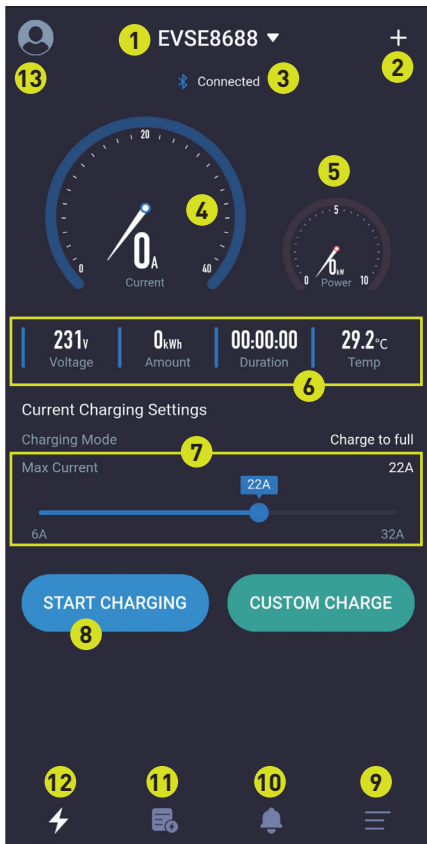 1 EVSE8688
13 2
Connected 3
20
5
4
5
0 A 0 40
Current
0 kW 0 10
Power
231V 0kWh 00:00:00 29.2°C
Voltage Amount Duration Temp
6
Current Charging Settings
Charging Mode Charge to full
7
Max Current 22A
22A
6A 32A
START CHARGING CUSTOM CHARGE
8
12 11 10 9